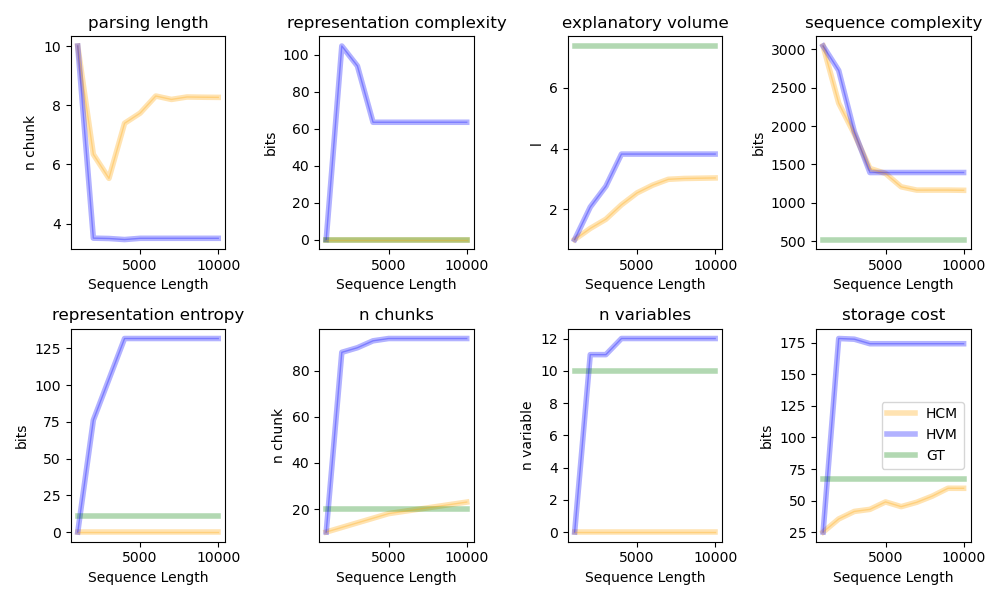 parsing length
n chunk
10
8
6
4
5000 10000
Sequence Length
representation complexity
bits
100
80
60
40
20
0
5000 10000
Sequence Length
explanatory volume
l
6
4
2
5000 10000
Sequence Length
sequence complexity
bits
3000
2500
2000
1500
1000
500
5000 10000
Sequence Length
representation entropy
bits
125
100
75
50
25
0
5000 10000
Sequence Length
n chunks
n chunk
80
60
40
20
5000 10000
Sequence Length
n variables
n variable
12
10
8
6
4
2
0
5000 10000
Sequence Length
storage cost
bits
175
150
125
100
75
50
25
HCM
HVM
GT
5000 10000
Sequence Length